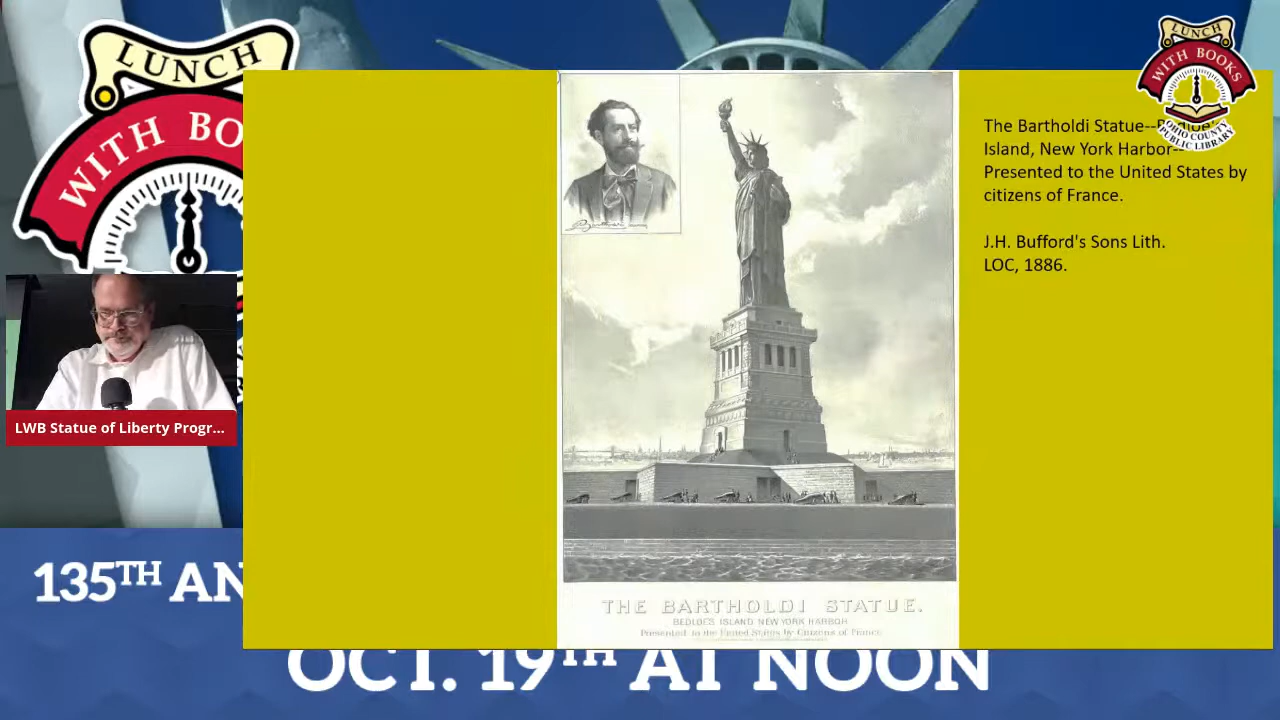 LUNCH
WITH BO
LUNCH
WITH BOOKS
OHIO COUNTY
PUBLIC LIBRARY
The Bartholdi Statue--
Island, New York Harbor--
Presented to the United States by
citizens of France.
J.H. Bufford's Sons Lith.
LOC, 1886.
LWB Statue of Liberty Progr...
THE BARTHOLDI STATUE.
BEDLOE'S ISLAND NEW YORK HARBOR
Presented to the United States by Citizens of France
135TH AN
OCT. 19TH AT NOON